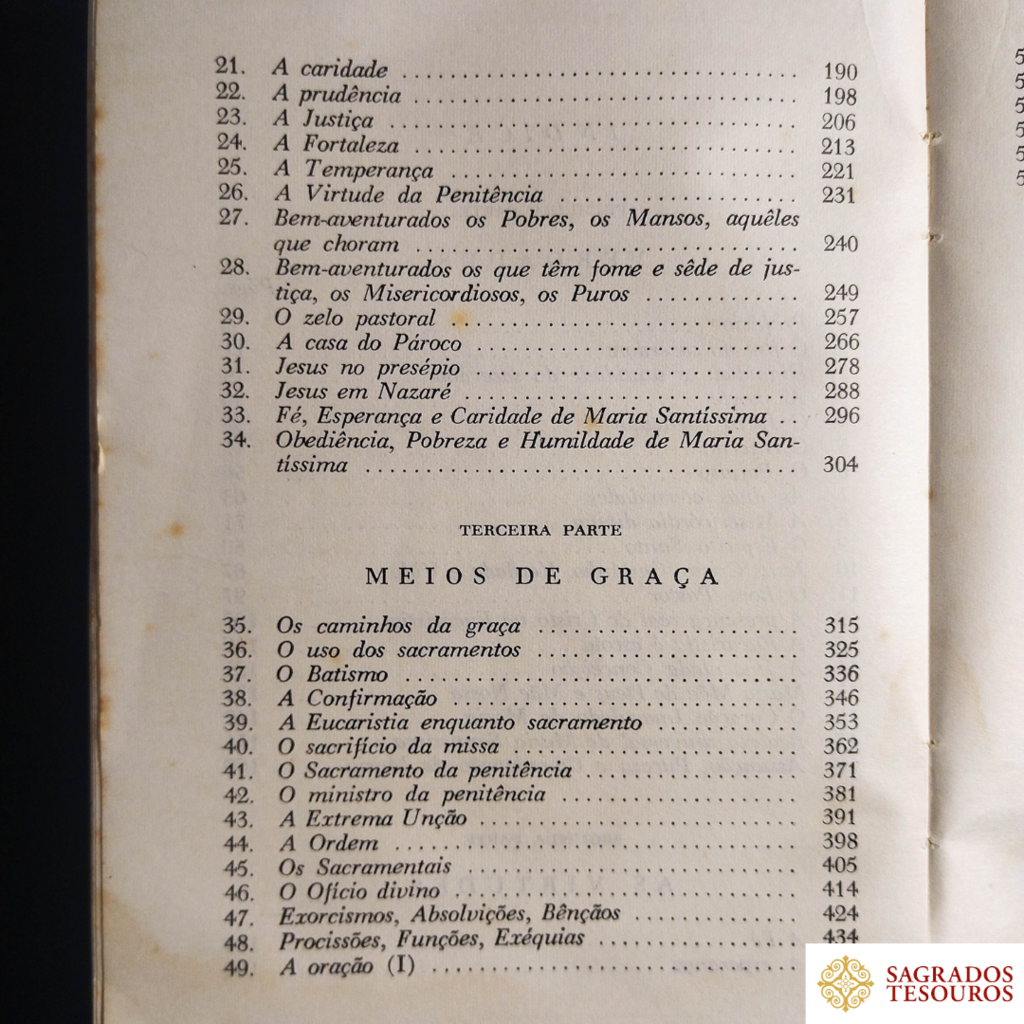 21. A caridade ................................. 190
22. A prudência ................................ 198
23. A Justiça .................................. 206
24. A Fortaleza ................................ 213
25. A Temperança ............................... 221
26. A Virtude da Penitência .................... 231
27. Bem-aventurados os Pobres, os Mansos, aquêles
que choram ................................ 240
28. Bem-aventurados os que têm fome e sêde de jus-
tiça, os Misericordiosos, os Puros ............. 249
29. O zelo pastoral ............................. 257
30. A casa do Pároco ........................... 266
31. Jesus no presépio ........................... 278
32. Jesus em Nazaré ............................ 288
33. Fé, Esperança e Caridade de Maria Santíssima .. 296
34. Obediência, Pobreza e Humildade de Maria San-
tíssima .................................... 304
TERCEIRA PARTE
MEIOS DE GRAÇA
35. Os caminhos da graça ...................... 315
36. O uso dos sacramentos ...................... 325
37. O Batismo ................................. 336
38. A Confirmação ............................. 346
39. A Eucaristia enquanto sacramento ............ 353
40. O sacrifício da missa ........................ 362
41. O Sacramento da penitência .................. 371
42. O ministro da penitência .................... 381
43. A Extrema Unção ........................... 391
44. A Ordem .................................. 398
45. Os Sacramentais ............................ 405
46. O Ofício divino ............................. 414
47. Exorcismos, Absolvições, Bênçãos .............. 424
48. Procissões, Funções, Exéquias ................. 434
49. A oração (I) ...............................
SAGRADOS
TESOUROS